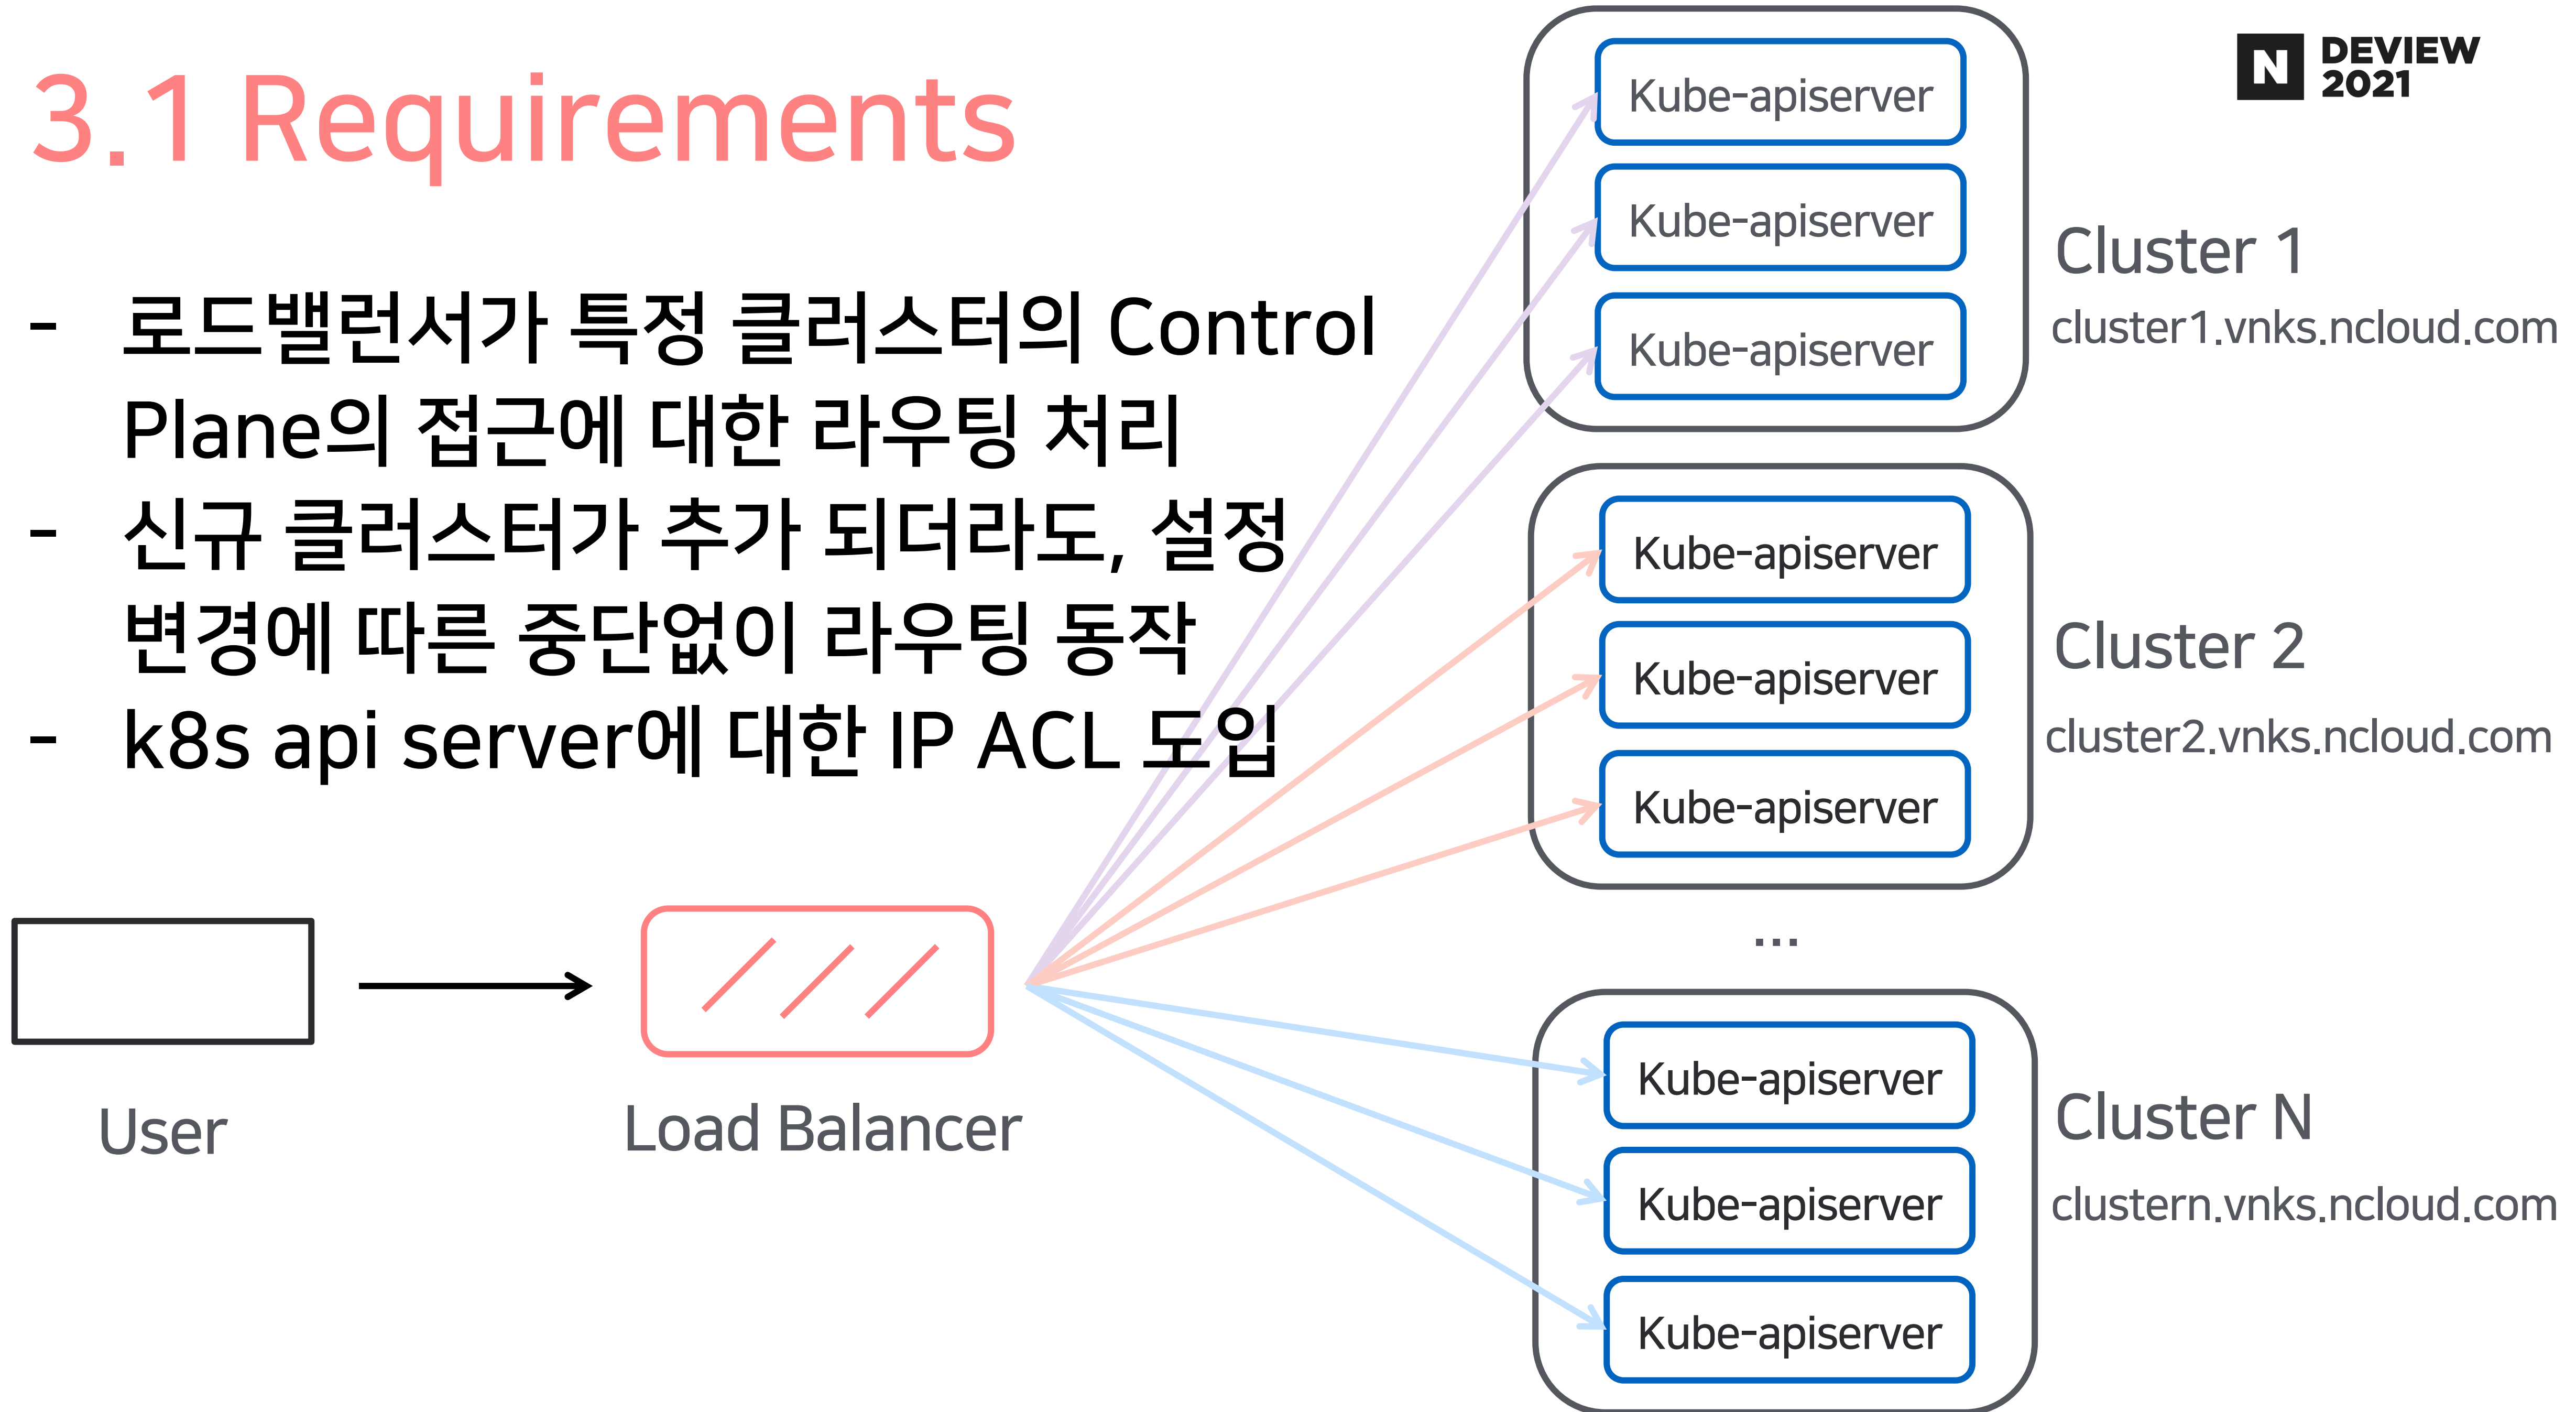 3.1 Requirements
N DEVIEW
2021
- 로드밸런서가 특정 클러스터의 Control
Plane의 접근에 대한 라우팅 처리
- 신규 클러스터가 추가 되더라도, 설정
변경에 따른 중단없이 라우팅 동작
- k8s api server에 대한 IP ACL 도입
User
Load Balancer
Kube-apiserver
Kube-apiserver
Kube-apiserver
Cluster 1
cluster1.vnks.ncloud.com
Kube-apiserver
Kube-apiserver
Kube-apiserver
Cluster 2
cluster2.vnks.ncloud.com
...
Kube-apiserver
Kube-apiserver
Kube-apiserver
Cluster N
clustern.vnks.ncloud.com